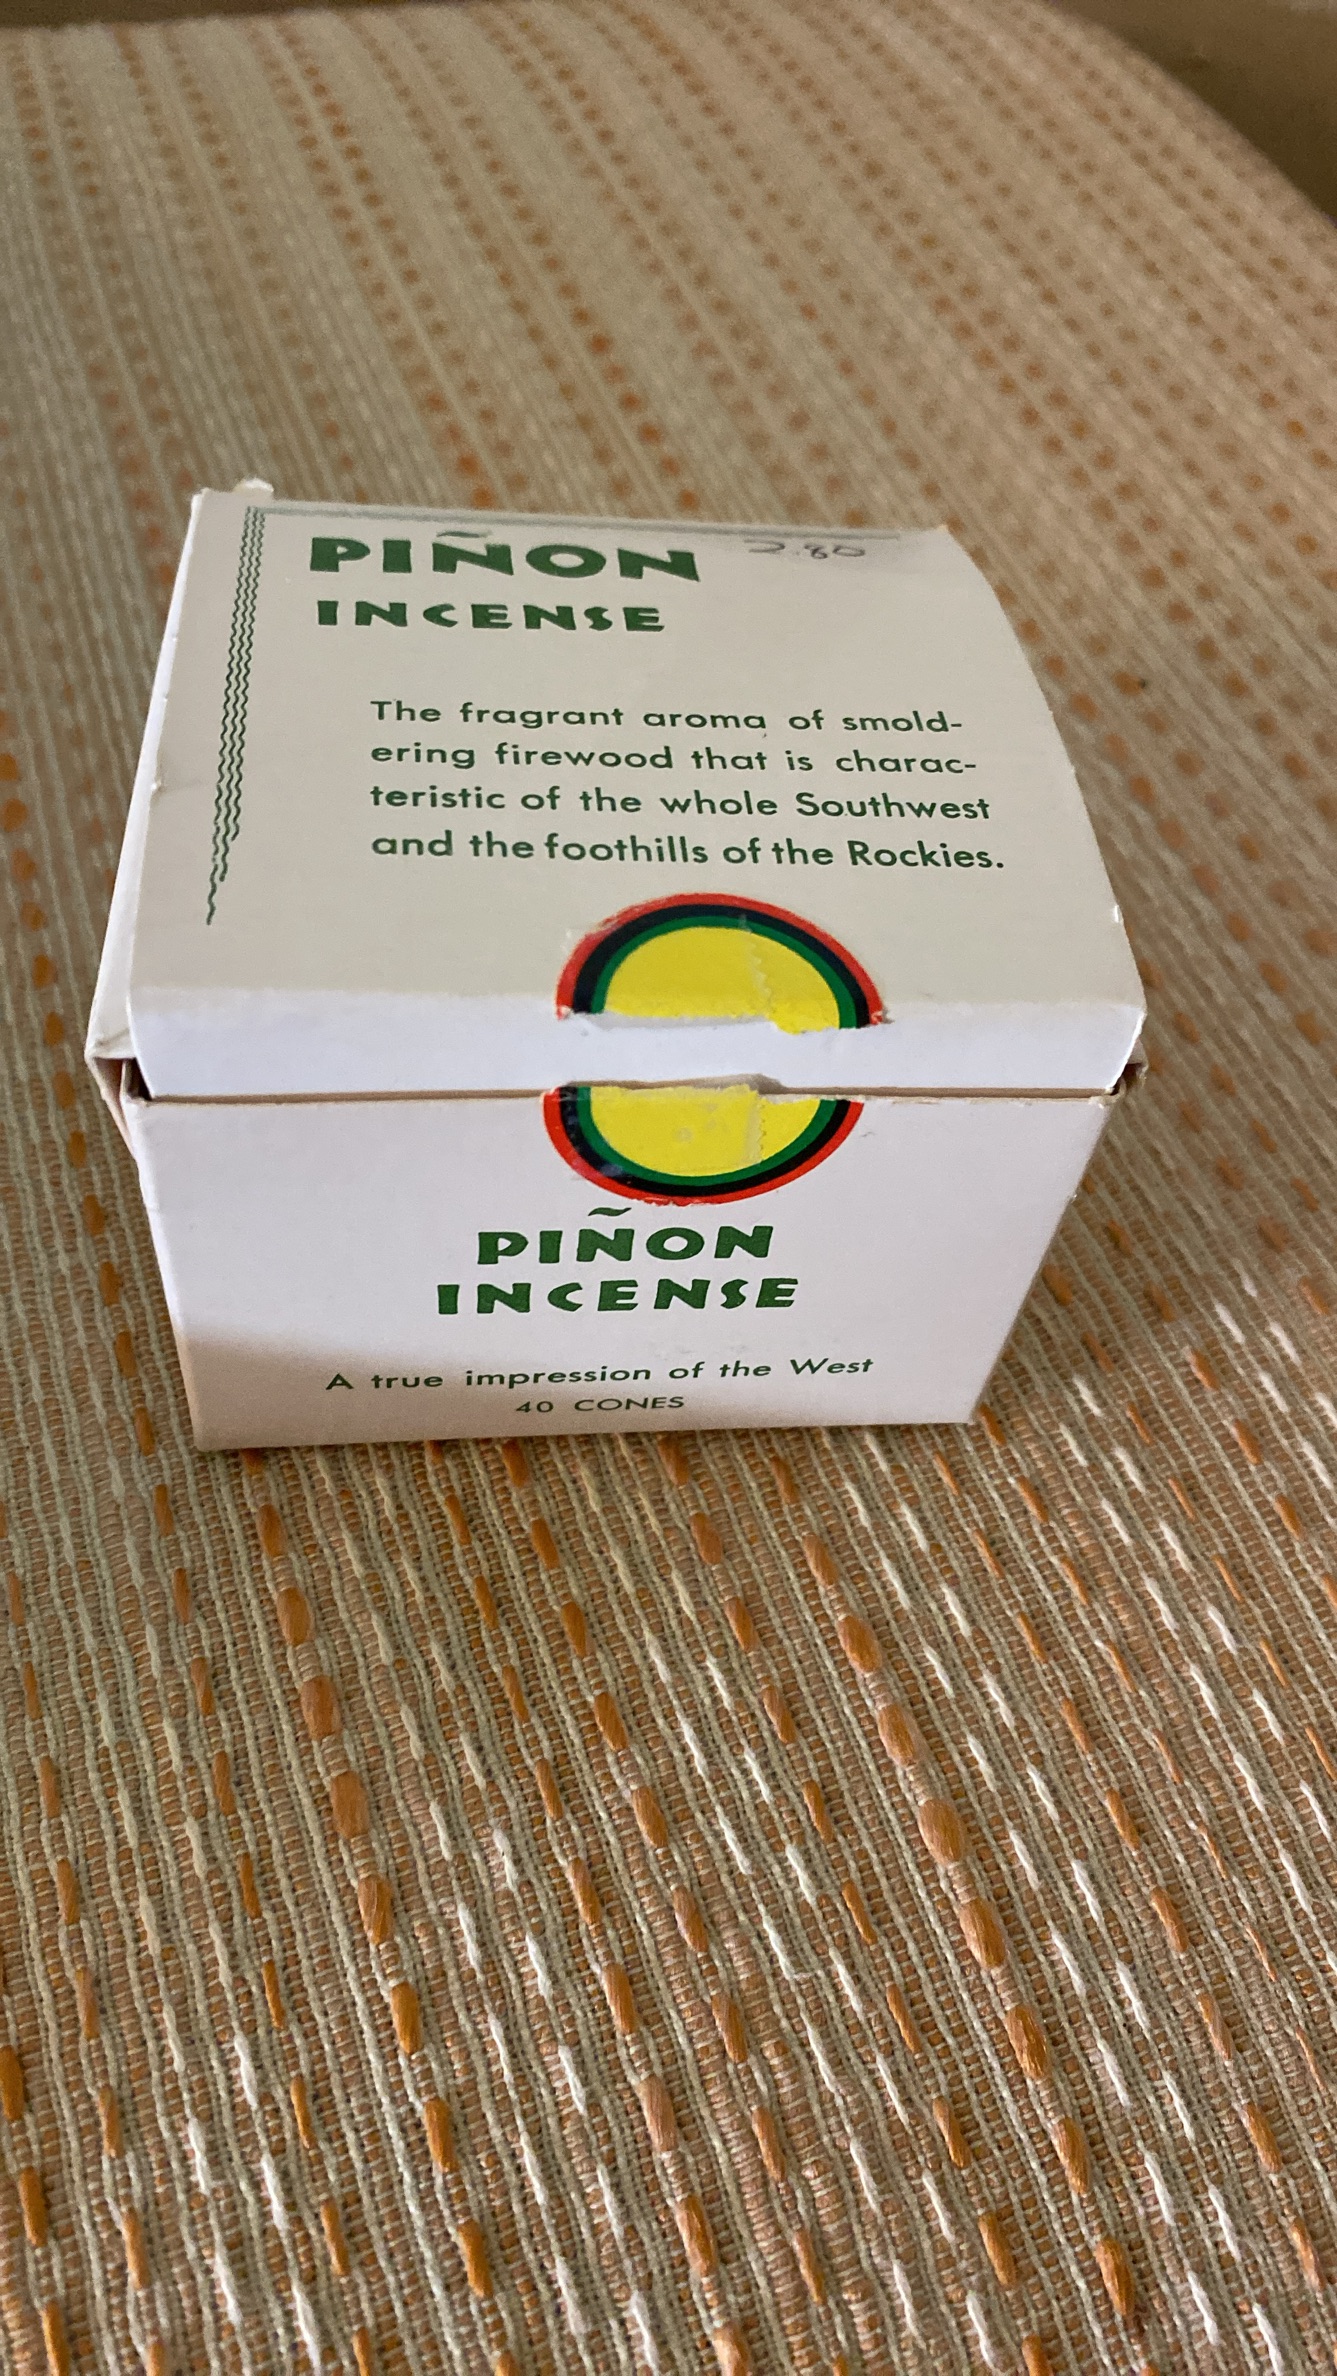 PIÑON 2.80
INCENSE
The fragrant aroma of smold-
ering firewood that is charac-
teristic of the whole Southwest
and the foothills of the Rockies.
PIÑON
INCENSE
A true impression of the West
40 CONES